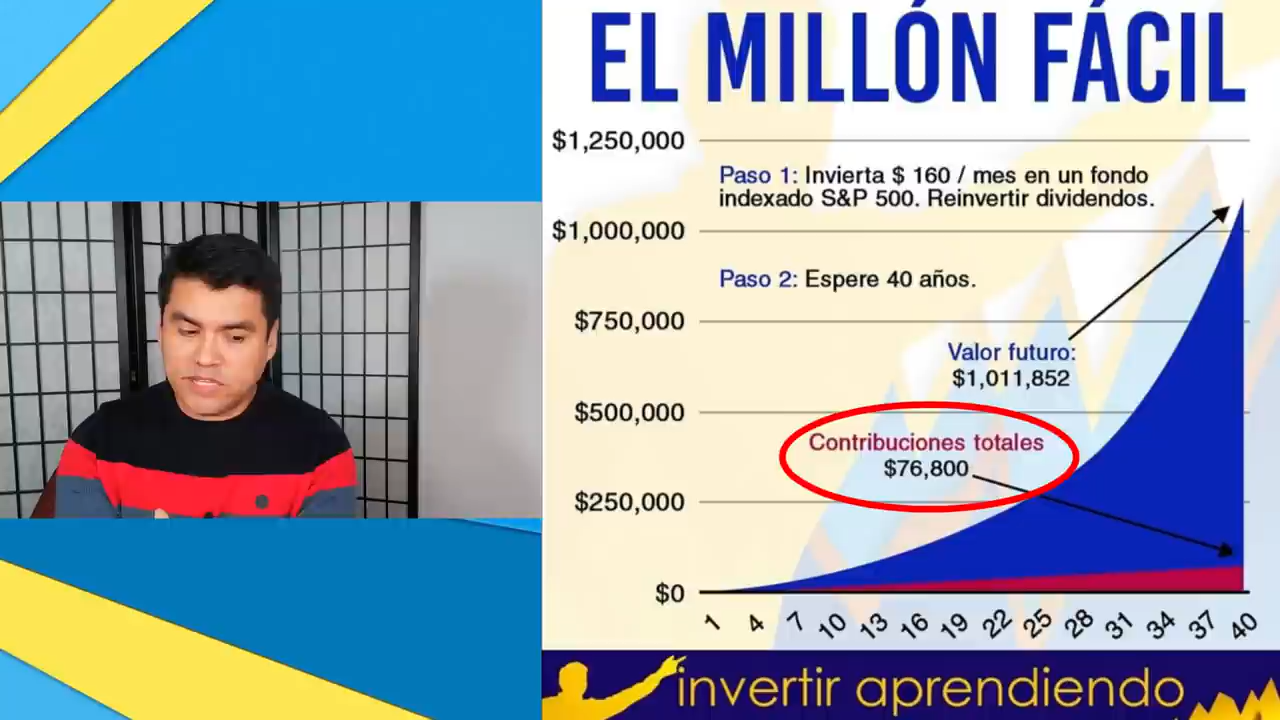 EL MILLÓN FÁCIL
$1,250,000
Paso 1: Invierta $ 160 / mes en un fondo
indexado S&P 500. Reinvertir dividendos.
$1,000,000
Paso 2: Espere 40 años.
$750,000
Valor futuro:
$1,011,852
$500,000
Contribuciones totales
$76,800
$250,000
$0
1 4 7 10 13 16 19 22 25 28 31 34 37 40
invertir aprendiendo